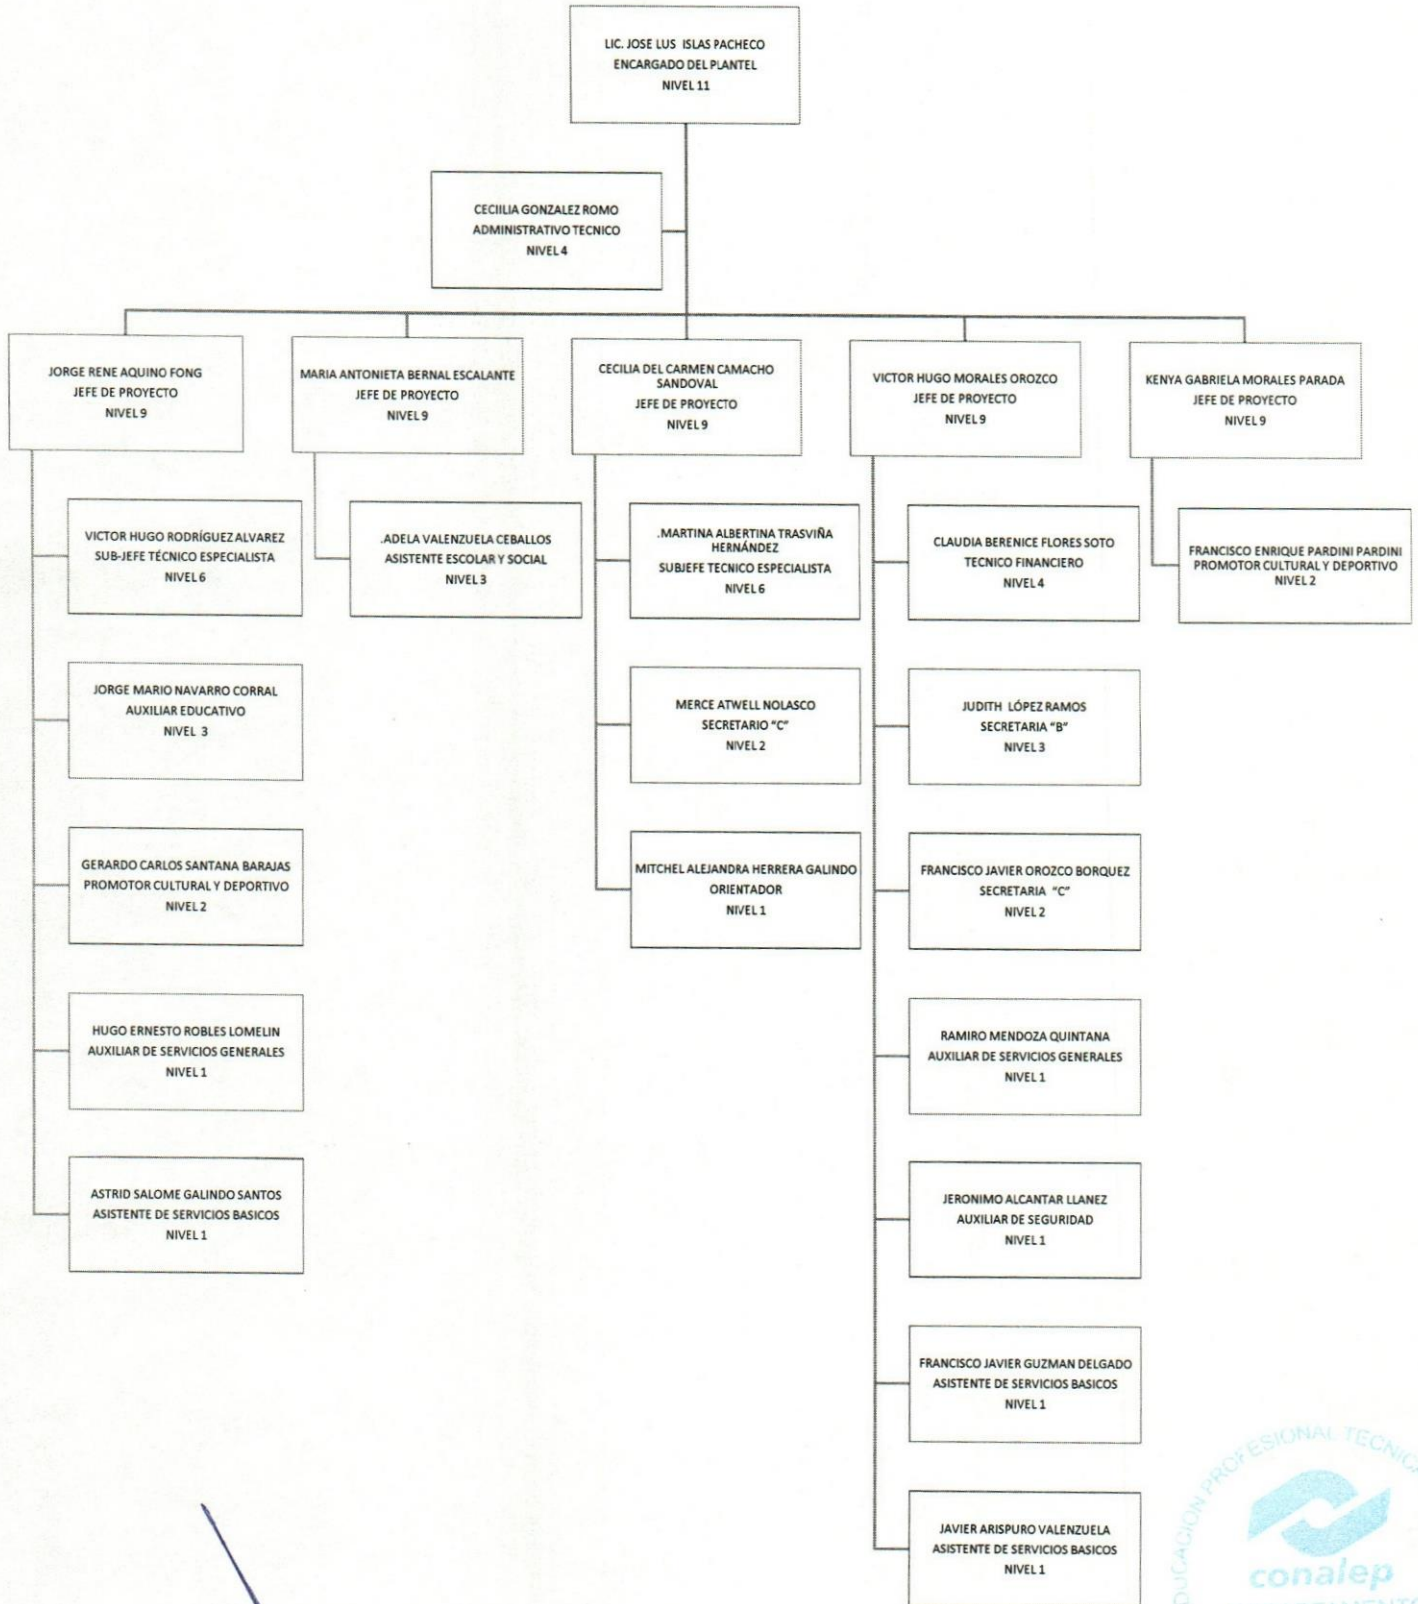 LIC. JOSE LUS ISLAS PACHECO
ENCARGADO DEL PLANTEL
NIVEL 11
CECIILIA GONZALEZ ROMO
ADMINISTRATIVO TECNICO
NIVEL 4
JORGE RENE AQUINO FONG
JEFE DE PROYECTO
NIVEL 9
MARIA ANTONIETA BERNAL ESCALANTE
JEFE DE PROYECTO
NIVEL 9
CECILIA DEL CARMEN CAMACHO
SANDOVAL
JEFE DE PROYECTO
NIVEL 9
VICTOR HUGO MORALES OROZCO
JEFE DE PROYECTO
NIVEL 9
KENYA GABRIELA MORALES PARADA
JEFE DE PROYECTO
NIVEL 9
VICTOR HUGO RODRÍGUEZ ALVAREZ
SUB-JEFE TÉCNICO ESPECIALISTA
NIVEL 6
JORGE MARIO NAVARRO CORRAL
AUXILIAR EDUCATIVO
NIVEL 3
GERARDO CARLOS SANTANA BARAJAS
PROMOTOR CULTURAL Y DEPORTIVO
NIVEL 2
HUGO ERNESTO ROBLES LOMELIN
AUXILIAR DE SERVICIOS GENERALES
NIVEL 1
ASTRID SALOME GALINDO SANTOS
ASISTENTE DE SERVICIOS BASICOS
NIVEL 1
.ADELA VALENZUELA CEBALLOS
ASISTENTE ESCOLAR Y SOCIAL
NIVEL 3
.MARTINA ALBERTINA TRASVIÑA
HERNÁNDEZ
SUBJEFE TECNICO ESPECIALISTA
NIVEL 6
MERCE ATWELL NOLASCO
SECRETARIO "C"
NIVEL 2
MITCHEL ALEJANDRA HERRERA GALINDO
ORIENTADOR
NIVEL 1
CLAUDIA BERENICE FLORES SOTO
TECNICO FINANCIERO
NIVEL 4
JUDITH LÓPEZ RAMOS
SECRETARIA "B"
NIVEL 3
FRANCISCO JAVIER OROZCO BORQUEZ
SECRETARIA "C"
NIVEL 2
RAMIRO MENDOZA QUINTANA
AUXILIAR DE SERVICIOS GENERALES
NIVEL 1
JERONIMO ALCANTAR LLANEZ
AUXILIAR DE SEGURIDAD
NIVEL 1
FRANCISCO JAVIER GUZMAN DELGADO
ASISTENTE DE SERVICIOS BASICOS
NIVEL 1
JAVIER ARISPURO VALENZUELA
ASISTENTE DE SERVICIOS BASICOS
NIVEL 1
FRANCISCO ENRIQUE PARDINI PARDINI
PROMOTOR CULTURAL Y DEPORTIVO
NIVEL 2
PROFESIONAL
conalep